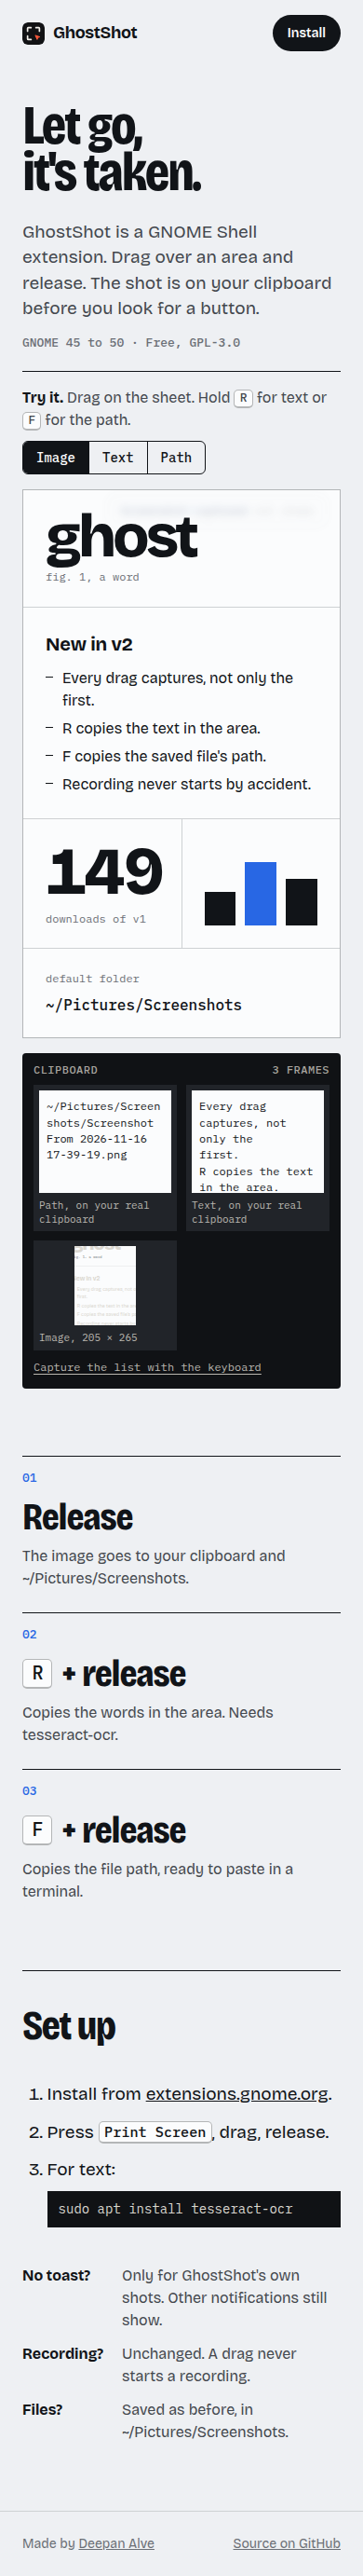 GhostShot
Install
Let go,
it's taken.
GhostShot is a GNOME Shell
extension. Drag over an area and
release. The shot is on your clipboard
before you look for a button.
GNOME 45 to 50 · Free, GPL-3.0
Try it. Drag on the sheet. Hold R for text or
F for the path.
Image Text Path
ghost
fig. 1, a word
New in v2
— Every drag captures, not only the
first.
— R copies the text in the area.
— F copies the saved file's path.
— Recording never starts by accident.
149
downloads of v1
default folder
~/Pictures/Screenshots
CLIPBOARD 3 FRAMES
~/Pictures/Screen
shots/Screenshot
From 2026-11-16
17-39-19.png
Path, on your real
clipboard
Every drag
captures, not
only the
first.
R copies the text
in the area.
Text, on your real
clipboard
Image, 205 × 265
Capture the list with the keyboard
01
Release
The image goes to your clipboard and
~/Pictures/Screenshots.
02
R + release
Copies the words in the area. Needs
tesseract-ocr.
03
F + release
Copies the file path, ready to paste in a
terminal.
Set up
1. Install from extensions.gnome.org.
2. Press Print Screen, drag, release.
3. For text:
sudo apt install tesseract-ocr
No toast? Only for GhostShot's own
shots. Other notifications still
show.
Recording? Unchanged. A drag never
starts a recording.
Files? Saved as before, in
~/Pictures/Screenshots.
Made by Deepan Alve
Source on GitHub